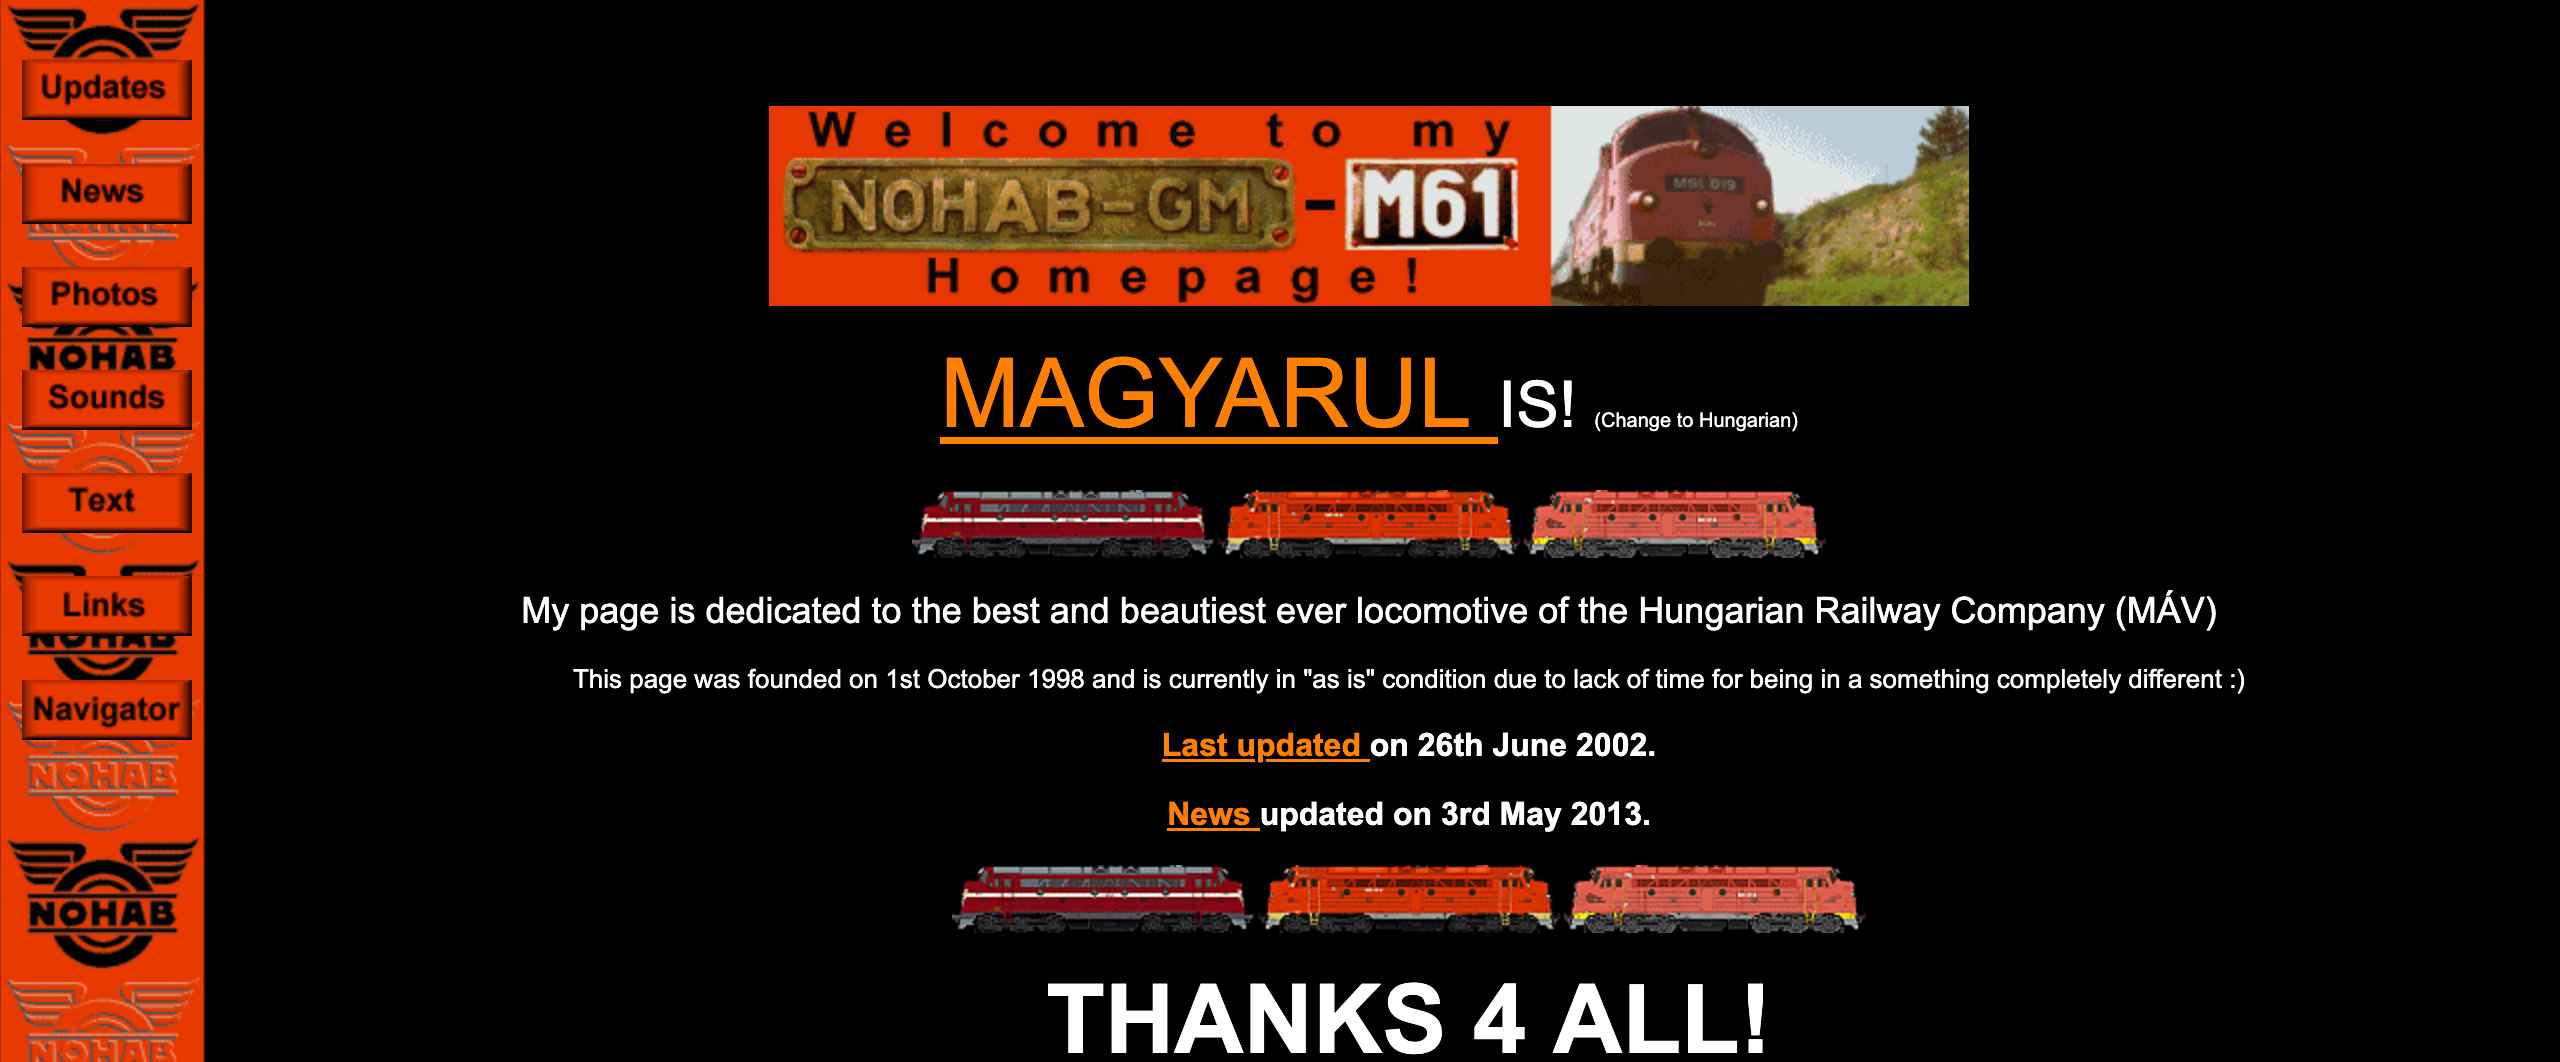 Updates
News
Photos
NOHAB
Sounds
Text
Links
NOHAB
Navigator
NOHAB
NOHAB
NOHAB
Welcome to my
NOHAB-GM-M61
Homepage!
MAGYARUL IS! (Change to Hungarian)
My page is dedicated to the best and beautiest ever locomotive of the Hungarian Railway Company (MÁV)
This page was founded on 1st October 1998 and is currently in "as is" condition due to lack of time for being in a something completely different :)
Last updated on 26th June 2002.
News updated on 3rd May 2013.
THANKS 4 ALL!